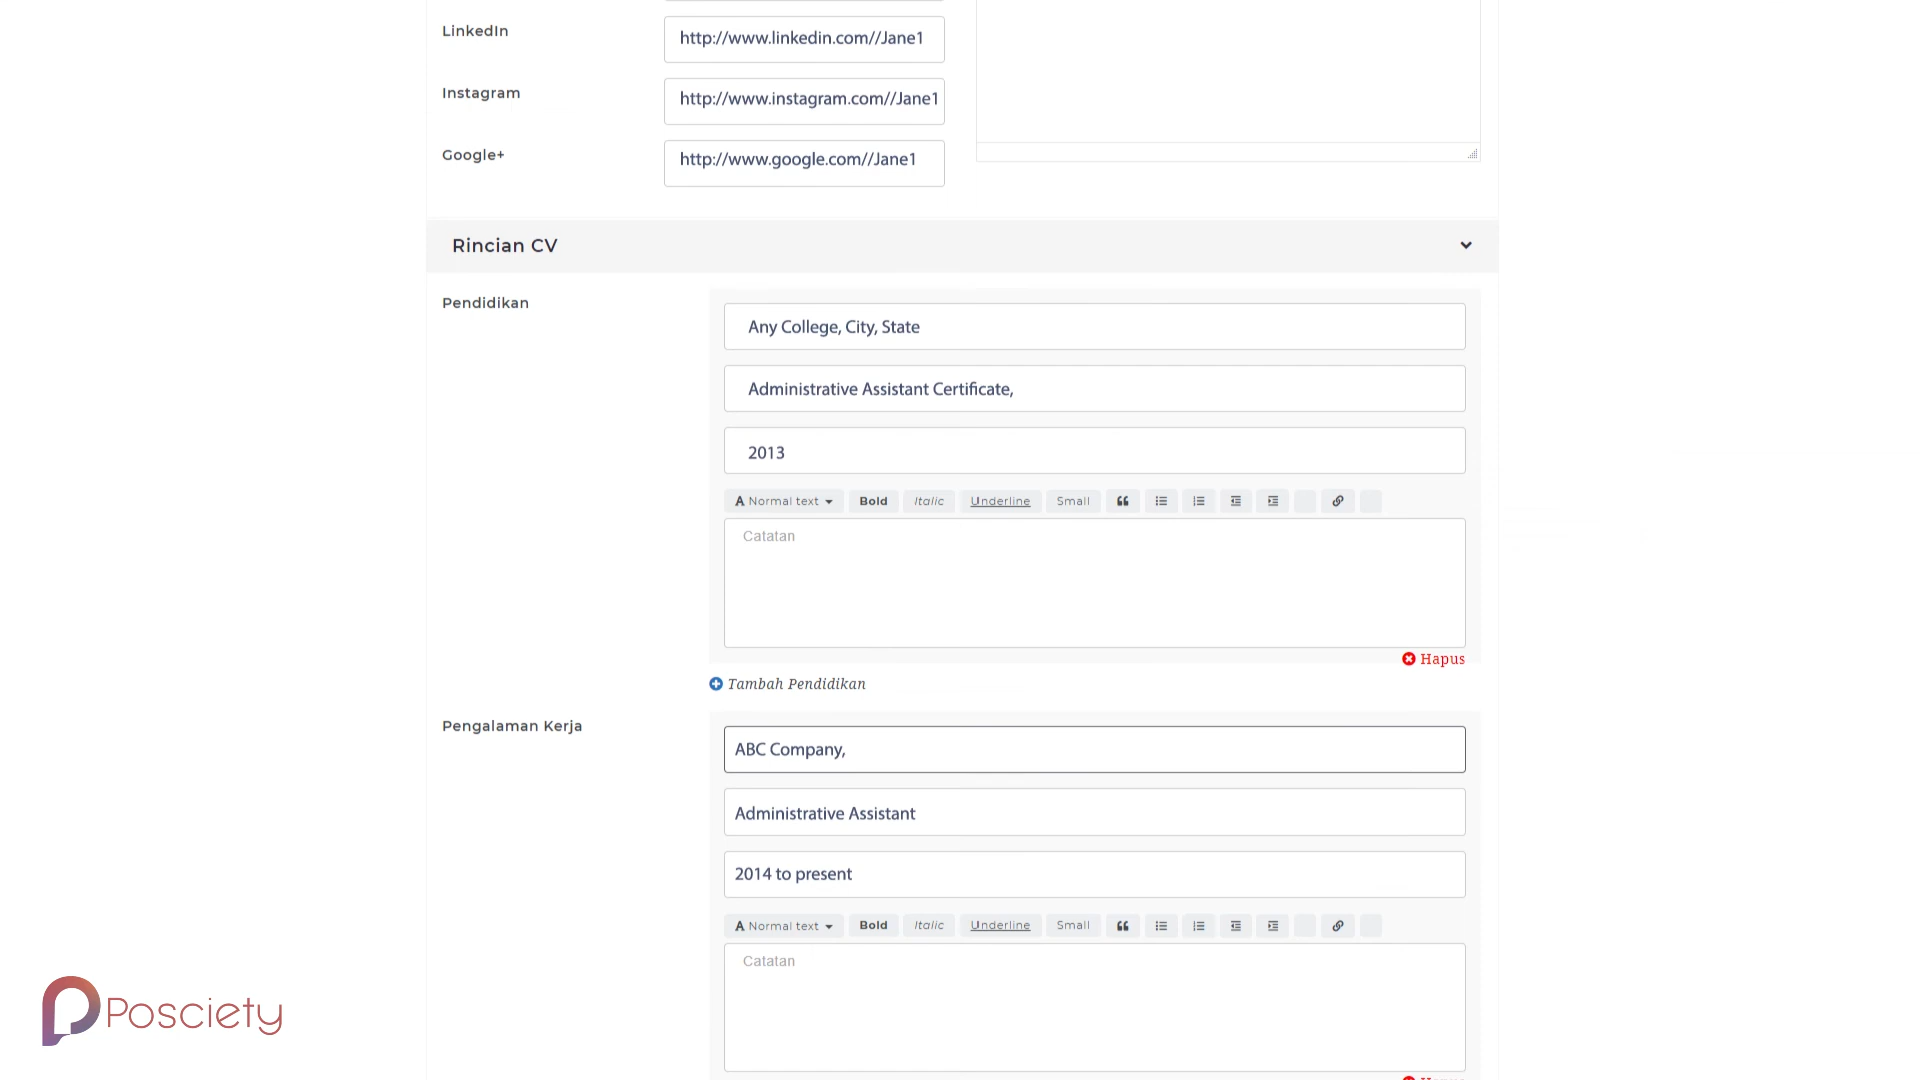 LinkedIn
http://www.linkedin.com//Jane1
Instagram
http://www.instagram.com//Jane1
Google+
http://www.google.com//Jane1
Rincian CV
Pendidikan
Any College, City, State
Administrative Assistant Certificate,
2013
A Normal text Bold Italic Underline Small
Catatan
Hapus
Tambah Pendidikan
Pengalaman Kerja
ABC Company,
Administrative Assistant
2014 to present
A Normal text Bold Italic Underline Small
Catatan
Posciety